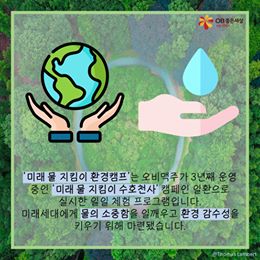 OB좋은세상
'미래 물 지킴이 환경캠프'는 오비맥주가 3년째 운영
중인 '미래 물 지킴이 수호천사' 캠페인 일환으로
실시한 일일 체험 프로그램입니다.
미래세대에게 물의 소중함을 일깨우고 환경 감수성을
키우기 위해 마련됐습니다.
@Thomas Lambert